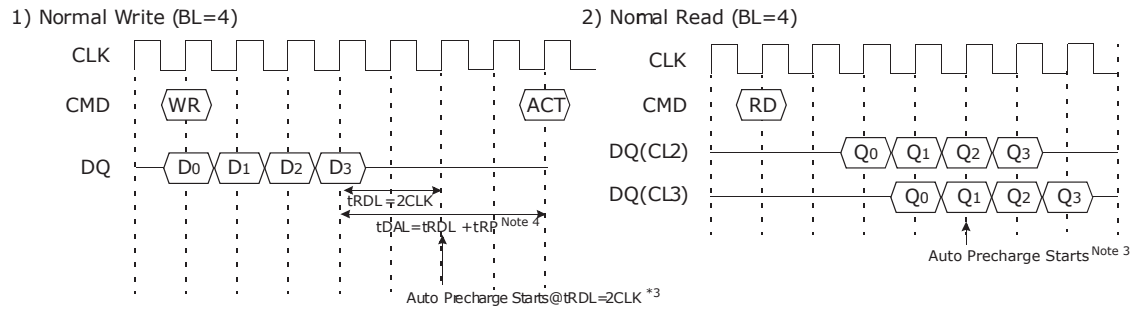 1) Normal Write (BL=4)
CLK
CMD
WR
ACT
DQ
D0
D1
D2
D3
tRDL =2CLK
tDAL=tRDL +tRP Note 4
Auto Precharge Starts@tRDL=2CLK *3
2) Nomal Read (BL=4)
CLK
CMD
RD
DQ(CL2)
Q0
Q1
Q2
Q3
DQ(CL3)
Q0
Q1
Q2
Q3
Auto Precharge Starts Note 3